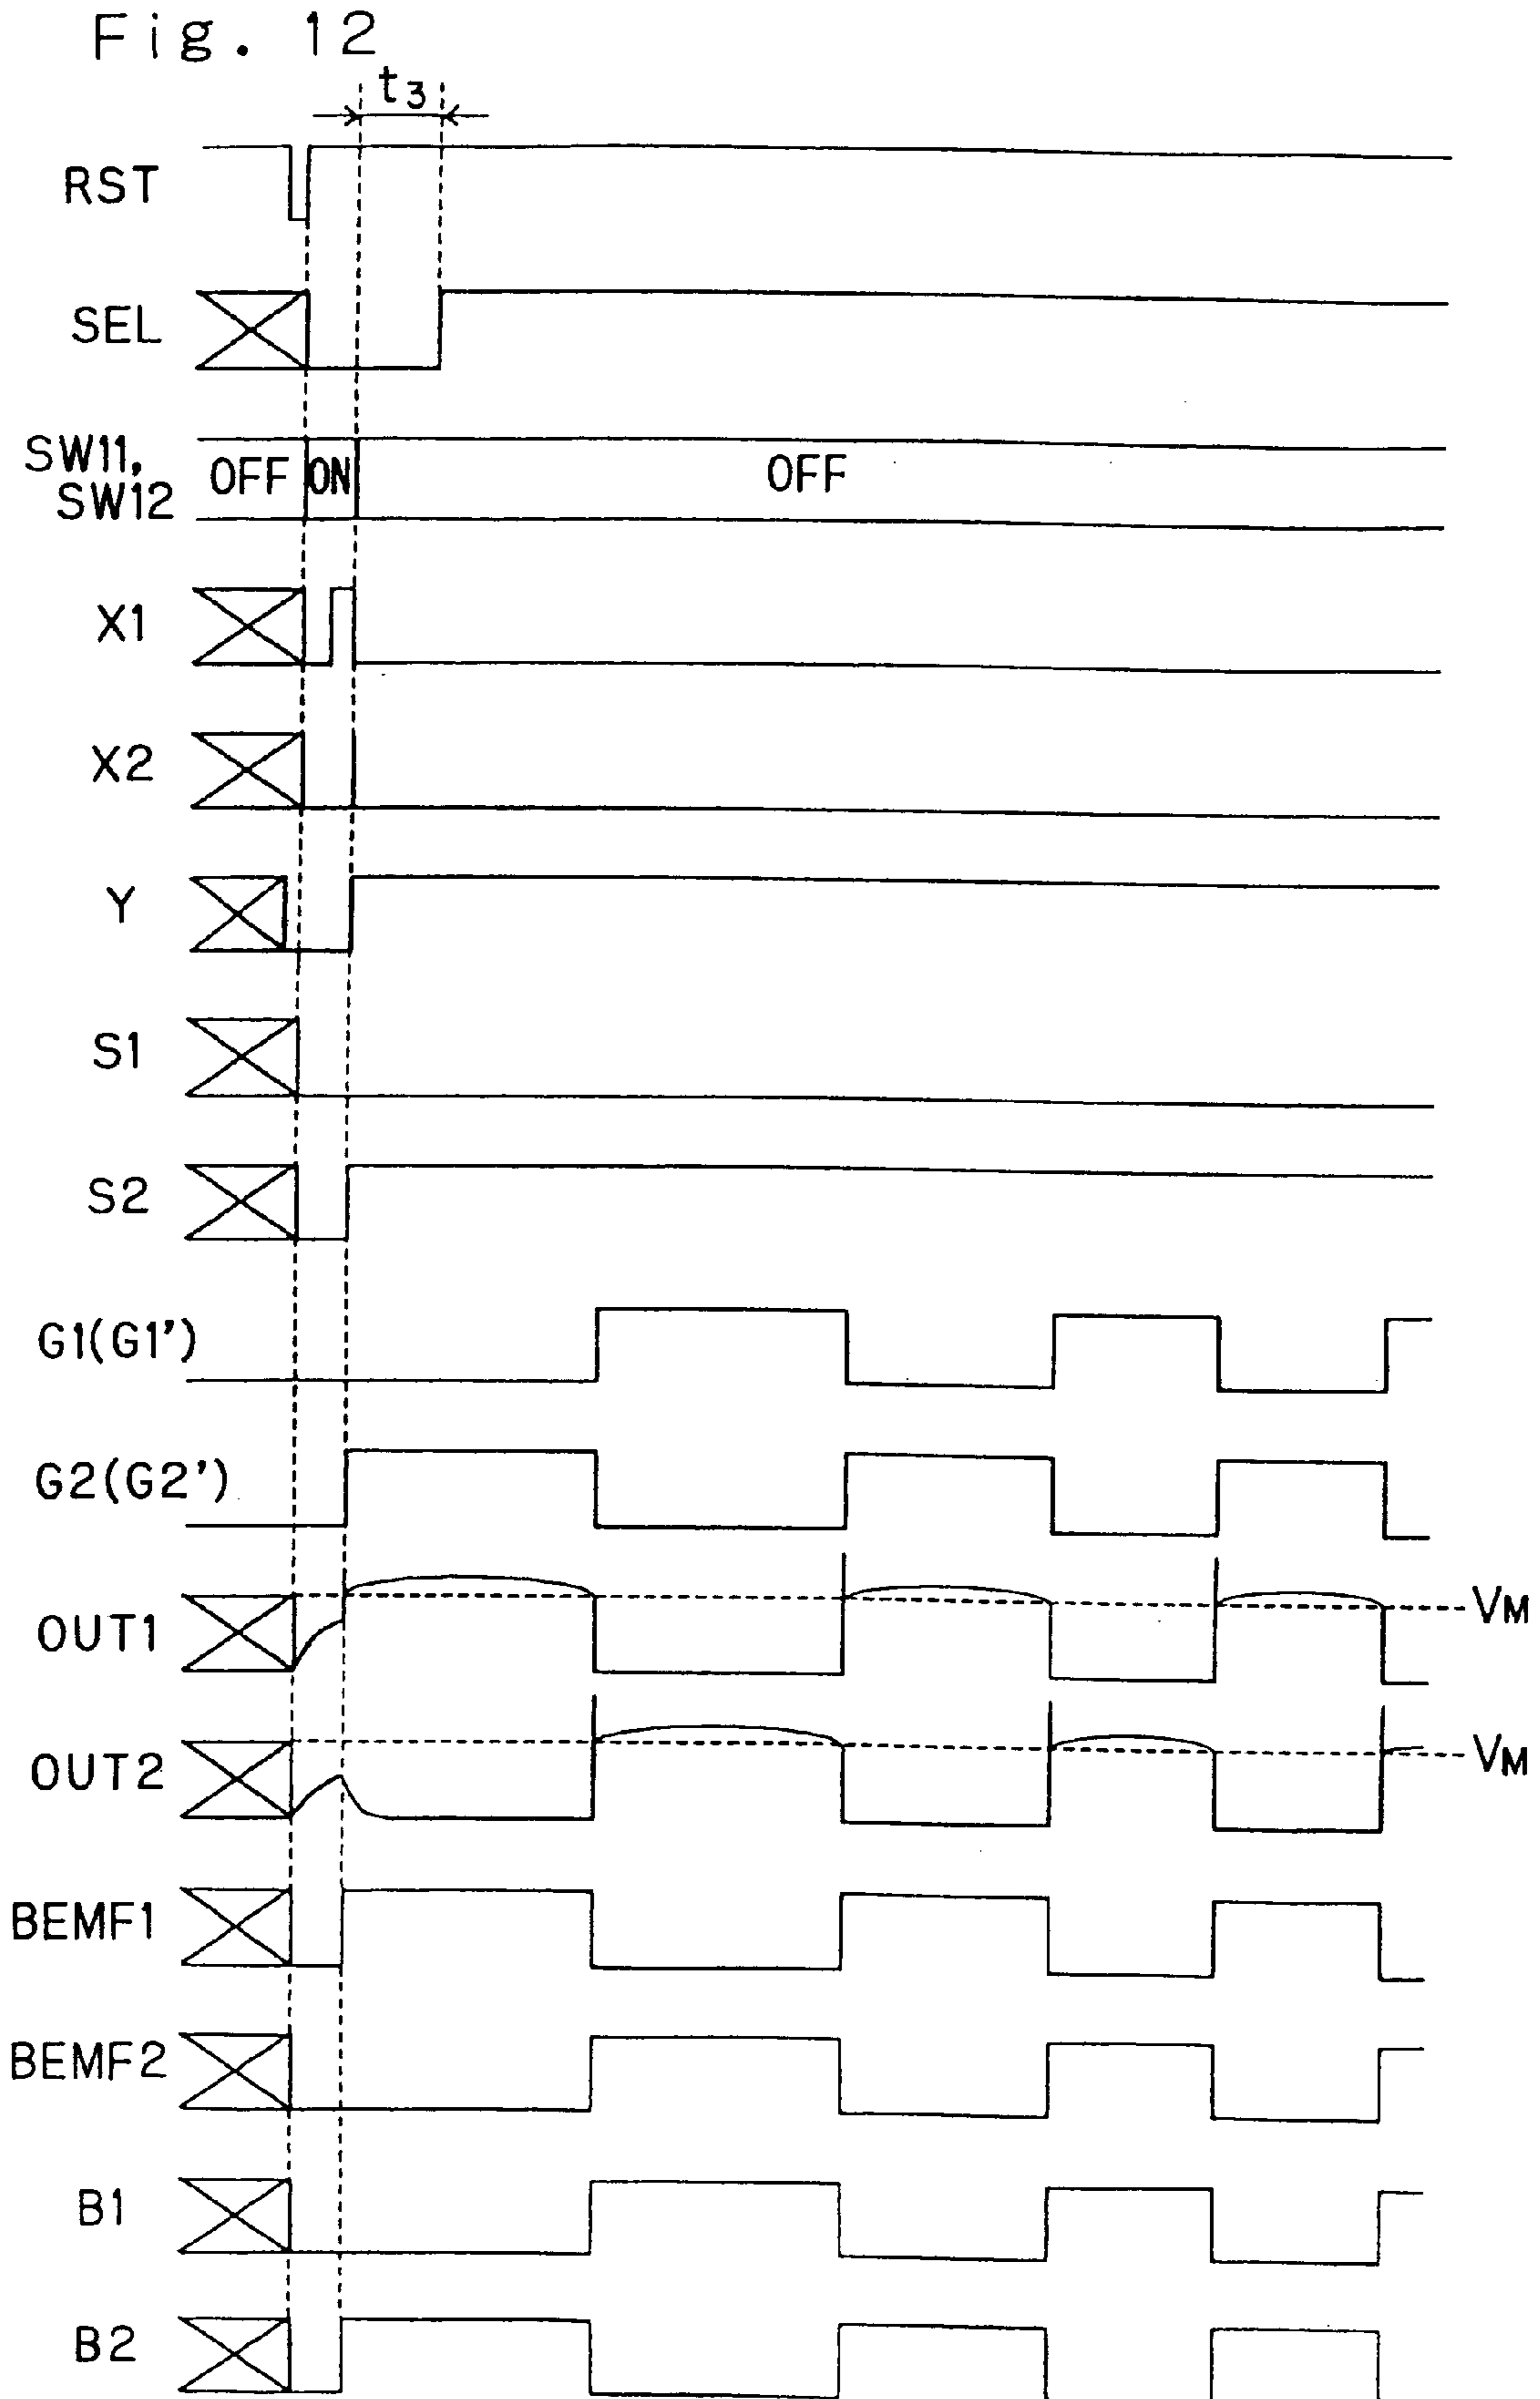 Fig. 12
t3
RST
SEL
SW11,
SW12
OFF
ON
OFF
X1
X2
Y
S1
S2
G1(G1')
G2(G2')
OUT1
VM
OUT2
VM
BEMF1
BEMF2
B1
B2